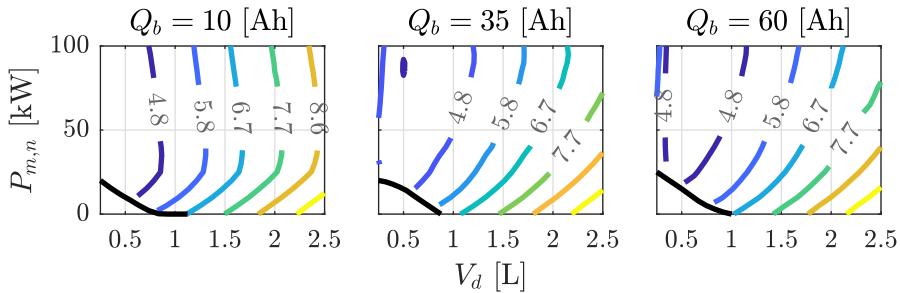 Q_b = 10 [Ah] Q_b = 35 [Ah] Q_b = 60 [Ah]
P_{m,n} [kW]
100
50
0
4.8 5.8 6.7 7.7 8.6
4.8 5.8 6.7 7.7
4.8 4.8 5.8 6.7 7.7
0.5 1 1.5 2 2.5 0.5 1 1.5 2 2.5 0.5 1 1.5 2 2.5
V_d [L]